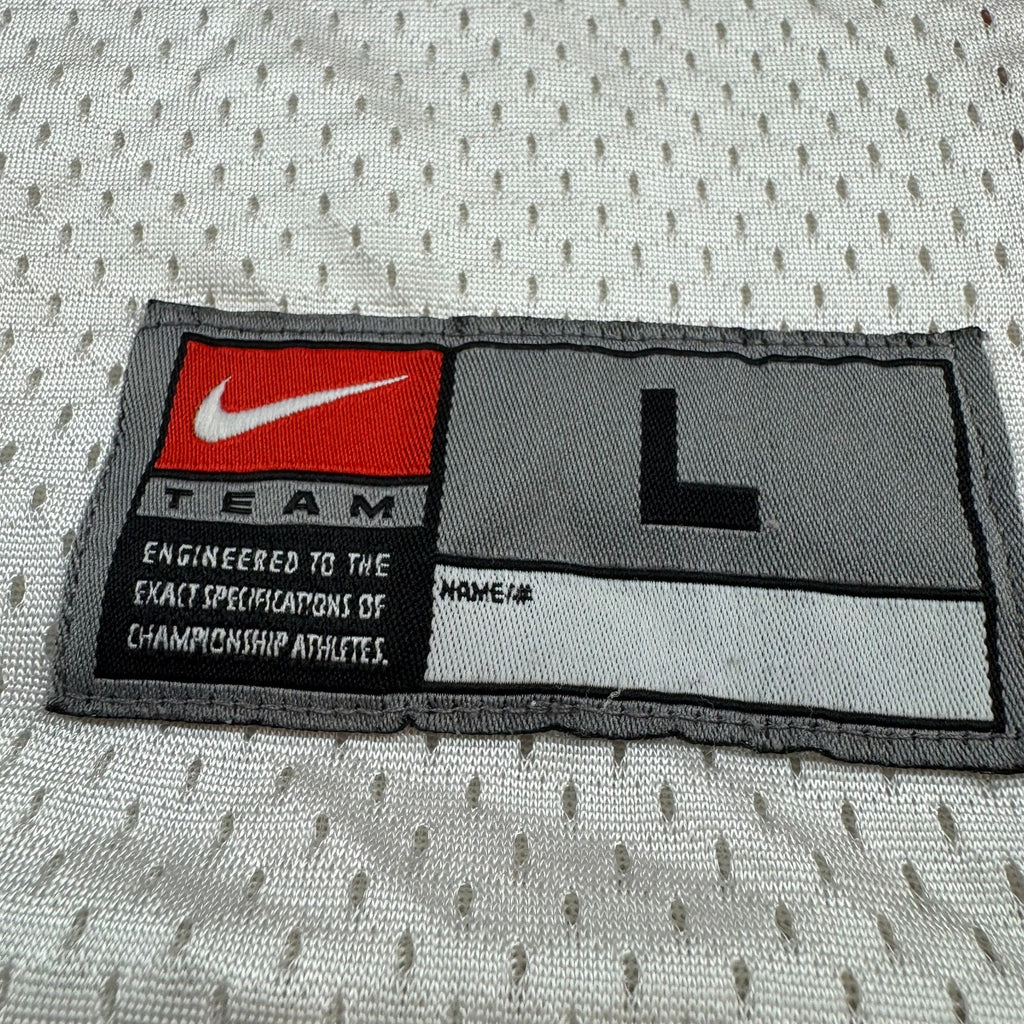 TEAM
ENGINEERED TO THE
EXACT SPECIFICATIONS OF
CHAMPIONSHIP ATHLETES.
L
NAME/#